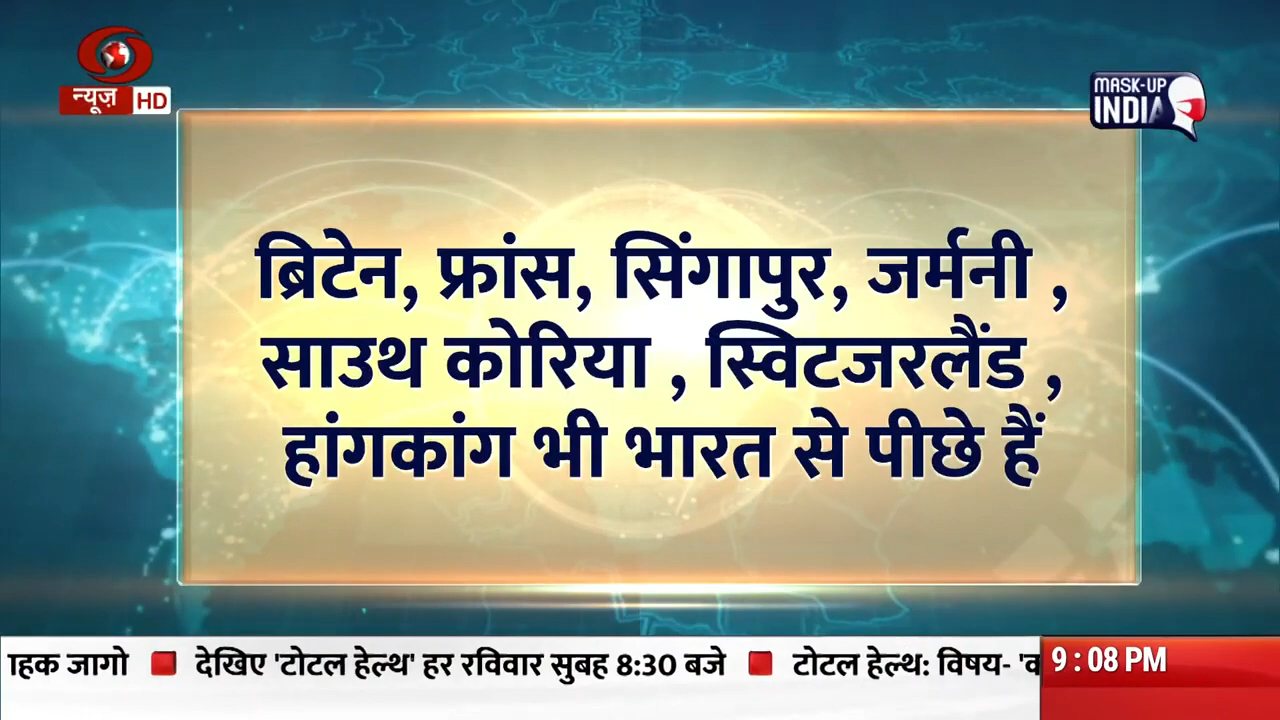 न्यूज़ HD
MASK-UP
INDIA
ब्रिटेन, फ्रांस, सिंगापुर, जर्मनी ,
साउथ कोरिया , स्विटजरलैंड ,
हांगकांग भी भारत से पीछे हैं
ाहक जागो देखिए 'टोटल हेल्थ' हर रविवार सुबह 8:30 बजे टोटल हेल्थ: विषय- 9 : 08 PM